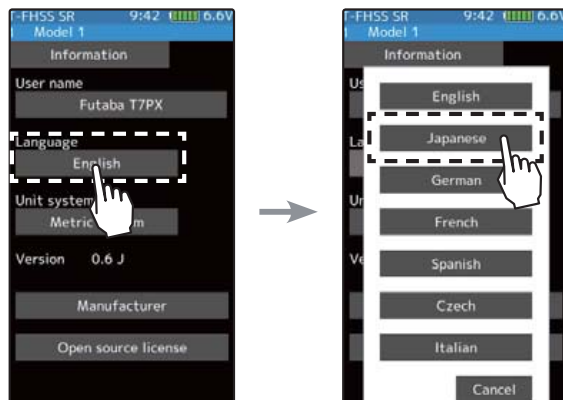 T-FHSS SR 9:42 6.6V
Model 1
Information
User name
Futaba T7PX
Language
English
Unit system
Metric
Version 0.6 J
Manufacturer
Open source license
T-FHSS SR 9:42 6.6V
Model 1
Information
English
Japanese
German
French
Spanish
Czech
Italian
Cancel